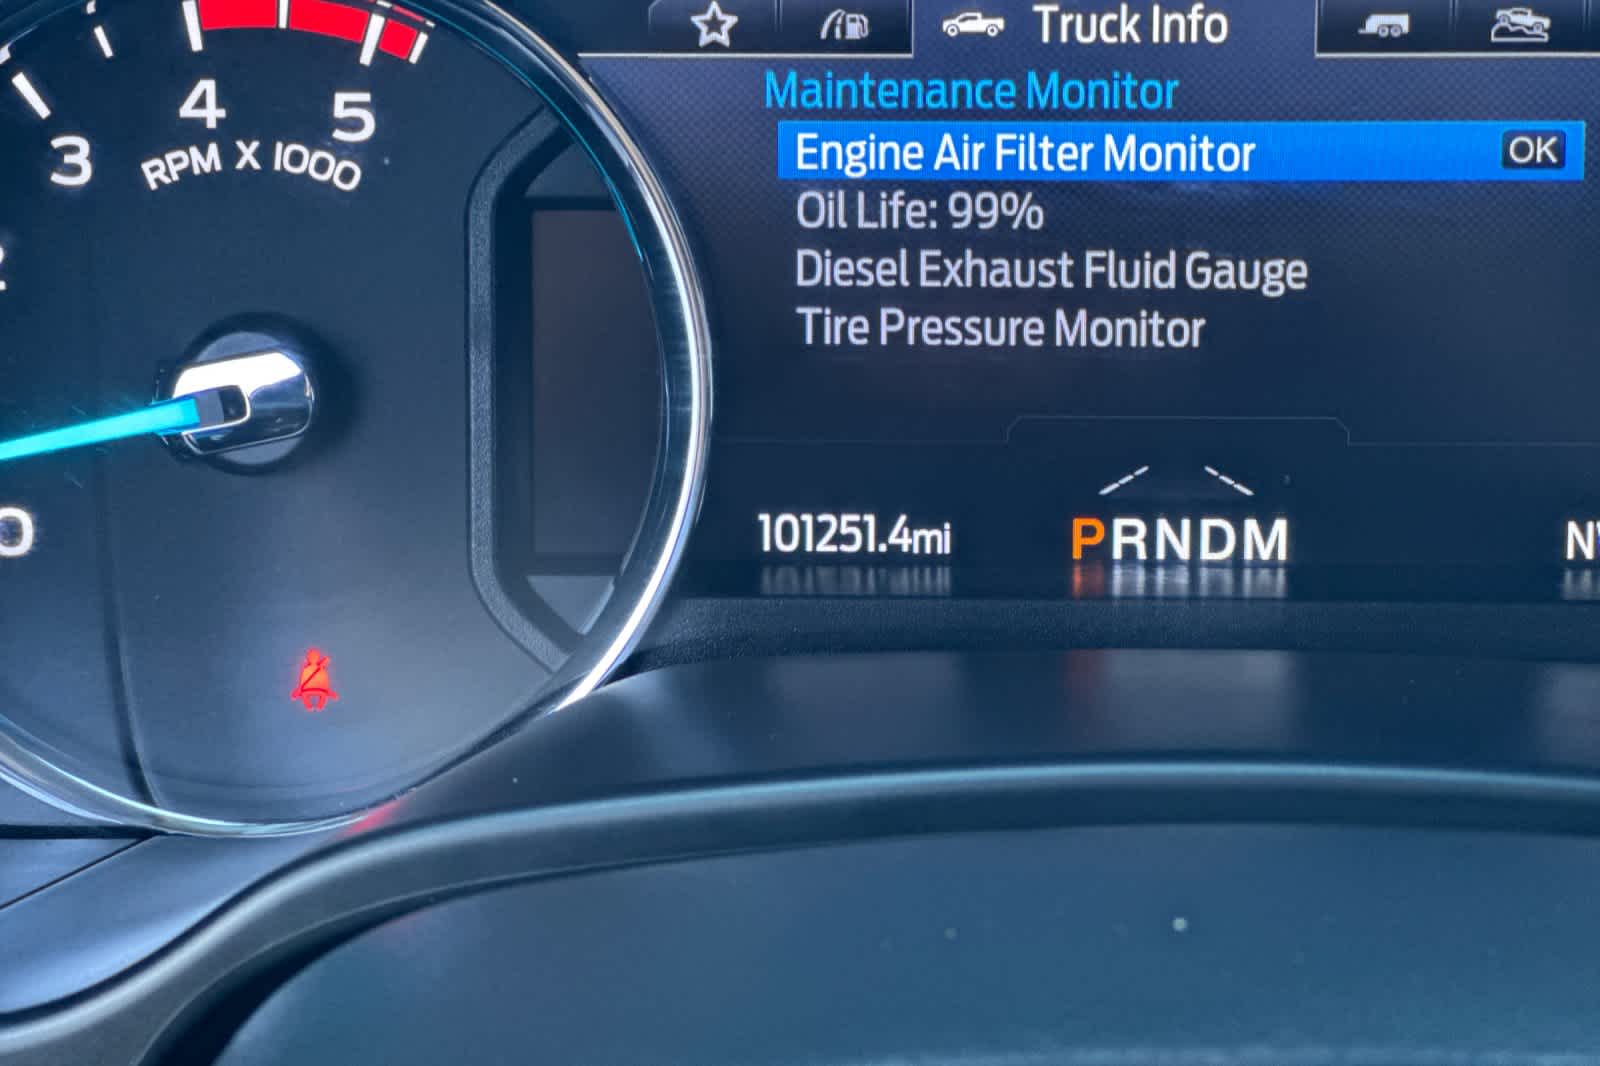 Truck Info
Maintenance Monitor
Engine Air Filter Monitor OK
Oil Life: 99%
Diesel Exhaust Fluid Gauge
Tire Pressure Monitor
101251.4mi PRNDM
3 4 5
RPM X 1000
0